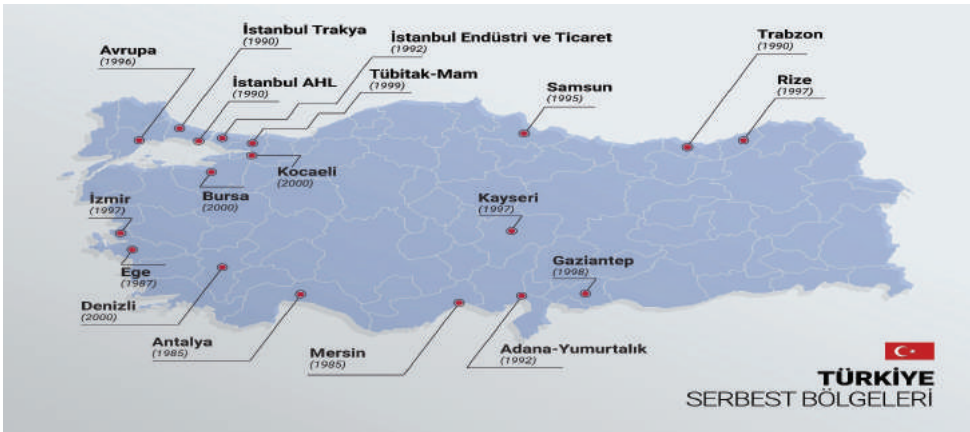 Avrupa
(1996)
İstanbul Trakya
(1990)
İstanbul AHL
(1990)
İstanbul Endüstri ve Ticaret
(1992)
Tübitak-Mam
(1999)
Samsun
(1995)
Trabzon
(1990)
Rize
(1997)
Kocaeli
(2000)
Bursa
(2000)
İzmir
(1997)
Ege
(1987)
Kayseri
(1997)
Gaziantep
(1998)
Denizli
(2000)
Antalya
(1985)
Mersin
(1985)
Adana-Yumurtalık
(1992)
TÜRKİYE
SERBEST BÖLGELERİ